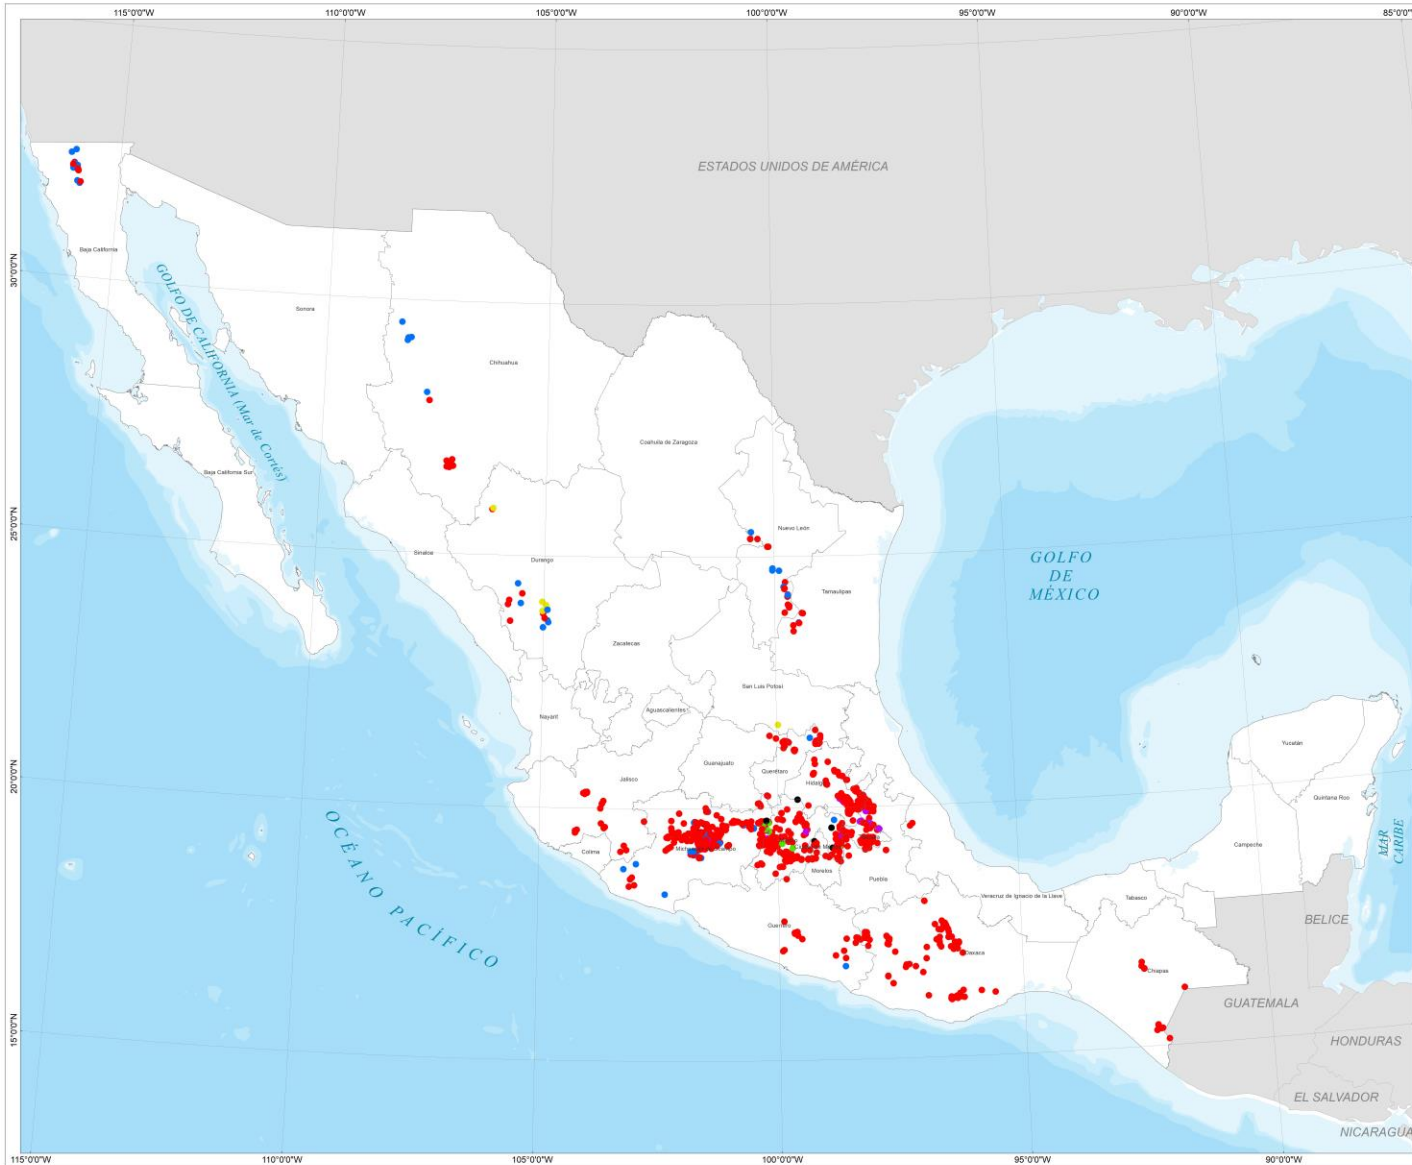 115°0'0"W
105°0'0"W
100°0'0"W
95°0'0"W
90°0'0"W
85°0'0"W
ESTADOS UNIDOS DE AMÉRICA
Baja California
30°0'0"N
GOLFO DE CALIFORNIA (Mar de Cortés)
Sonora
Chihuahua
Coahuila de Zaragoza
Baja California Sur
25°0'0"N
Nuevo León
Sinaloa
Durango
GOLFO
DE
MÉXICO
Tamaulipas
Zacatecas
San Luis Potosí
Nayarit
Aguascalientes
Yucatán
Guanajuato
Querétaro
20°0'0"N
Jalisco
Hidalgo
Quintana Roo
OCÉANO PACÍFICO
MAR
CARIBE
Colima
Campeche
Morelos
Puebla
Veracruz de Ignacio de la Llave
Tabasco
BELICE
Guerrero
Oaxaca
Chiapas
GUATEMALA
15°0'0"N
HONDURAS
EL SALVADOR
NICARAGUA
115°0'0"W
110°0'0"W
105°0'0"W
100°0'0"W
95°0'0"W
90°0'0"W